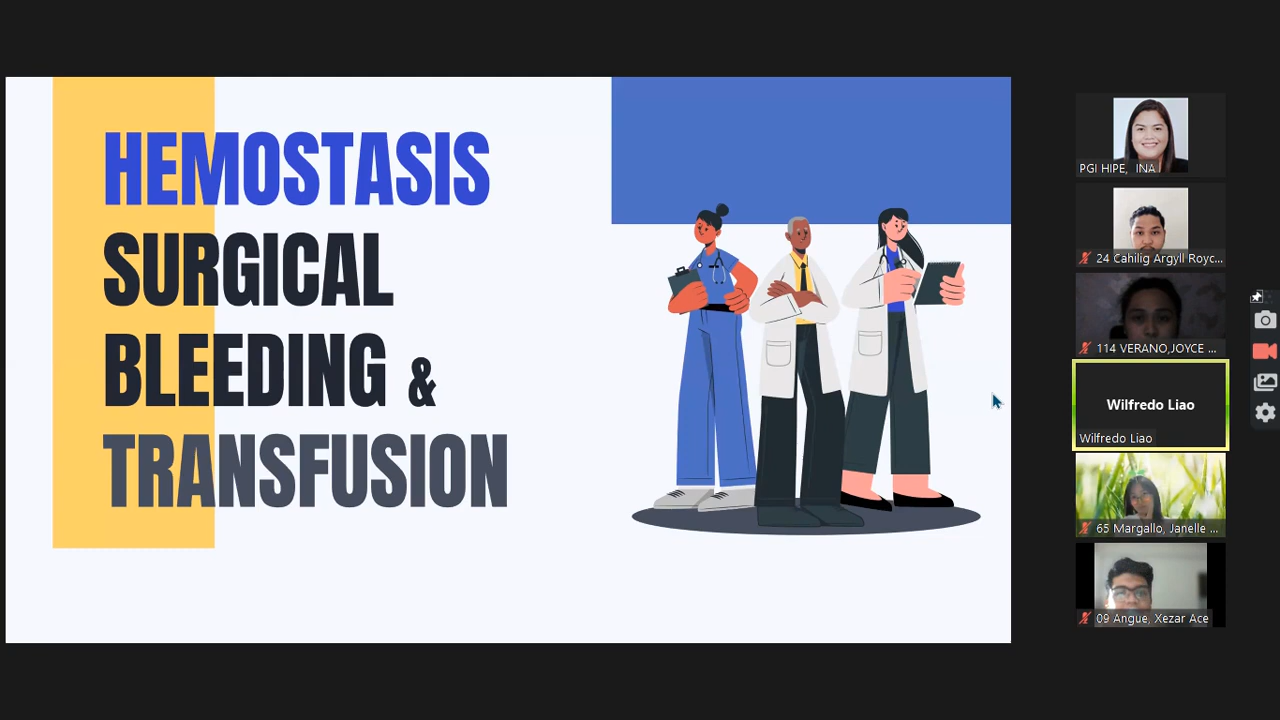 HEMOSTASIS
SURGICAL
BLEEDING &
TRANSFUSION
PGI HIPE, INA
24 Cahilig Argyll Royc...
114 VERANO,JOYCE ...
Wilfredo Liao
Wilfredo Liao
65 Margallo, Janelle ...
09 Angue, Xezar Ace